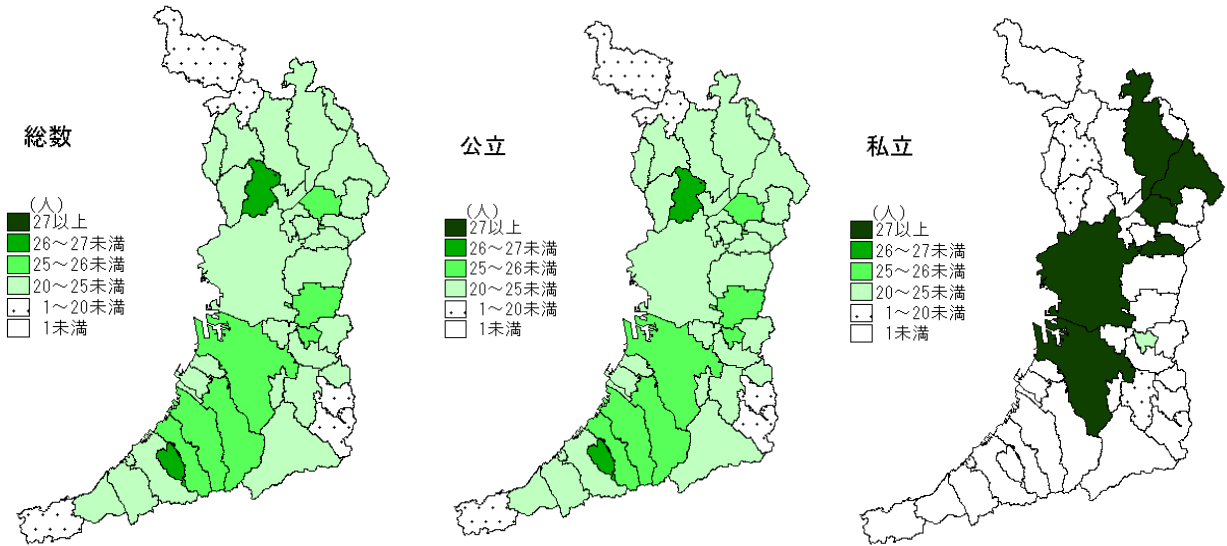 総数
(人)
27以上
26～27未満
25～26未満
20～25未満
1～20未満
1未満
公立
(人)
27以上
26～27未満
25～26未満
20～25未満
1～20未満
1未満
私立
(人)
27以上
26～27未満
25～26未満
20～25未満
1～20未満
1未満